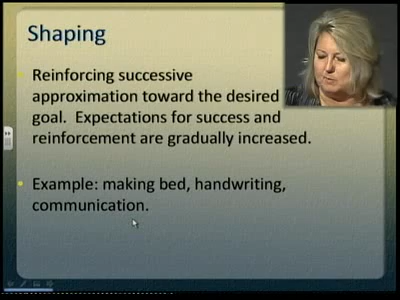 Shaping
Reinforcing successive
approximation toward the desired
goal. Expectations for success and
reinforcement are gradually increased.
Example: making bed, handwriting,
communication.